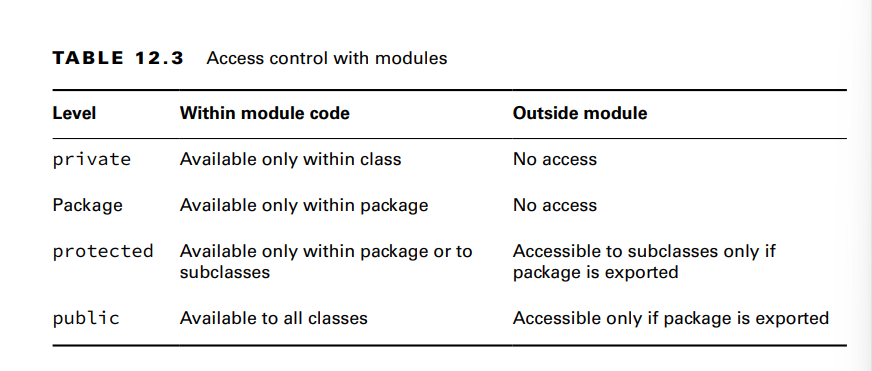 TABLE 12.3 Access control with modules
Level Within module code Outside module
private Available only within class No access
Package Available only within package No access
protected Available only within package or to Accessible to subclasses only if
subclasses package is exported
public Available to all classes Accessible only if package is exported